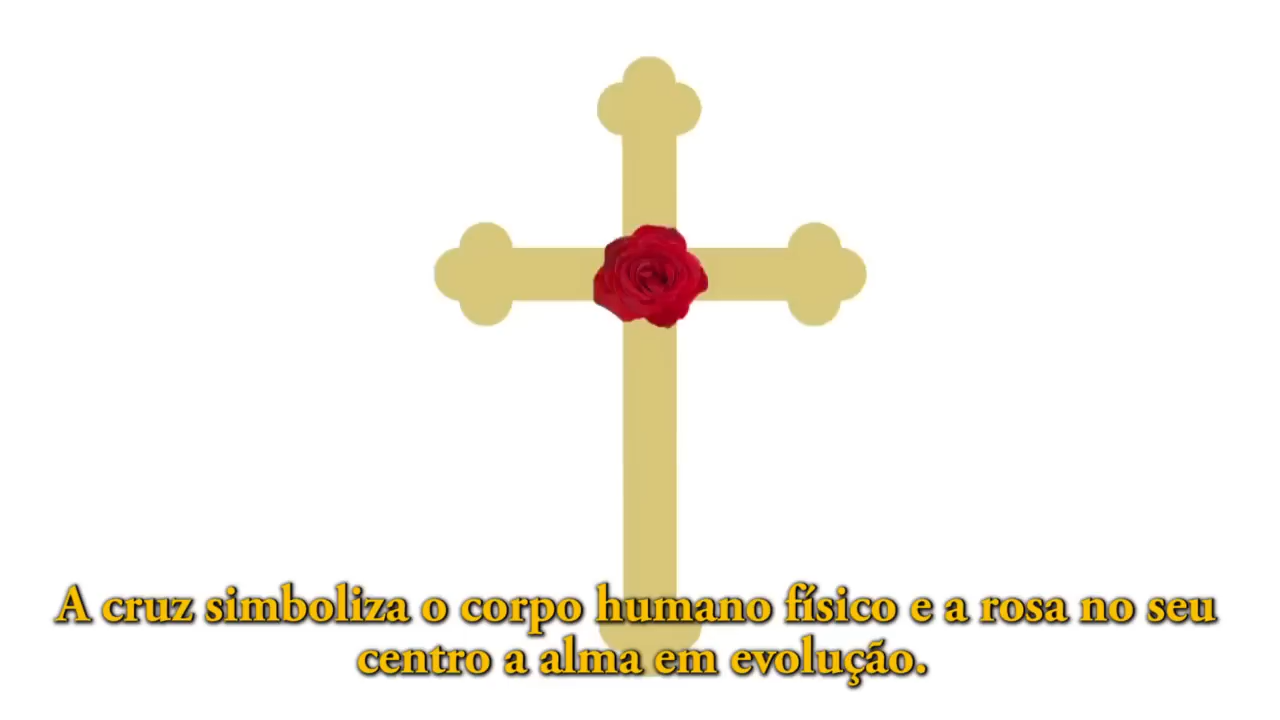 A cruz simboliza o corpo humano físico e a rosa no seu
centro a alma em evolução.